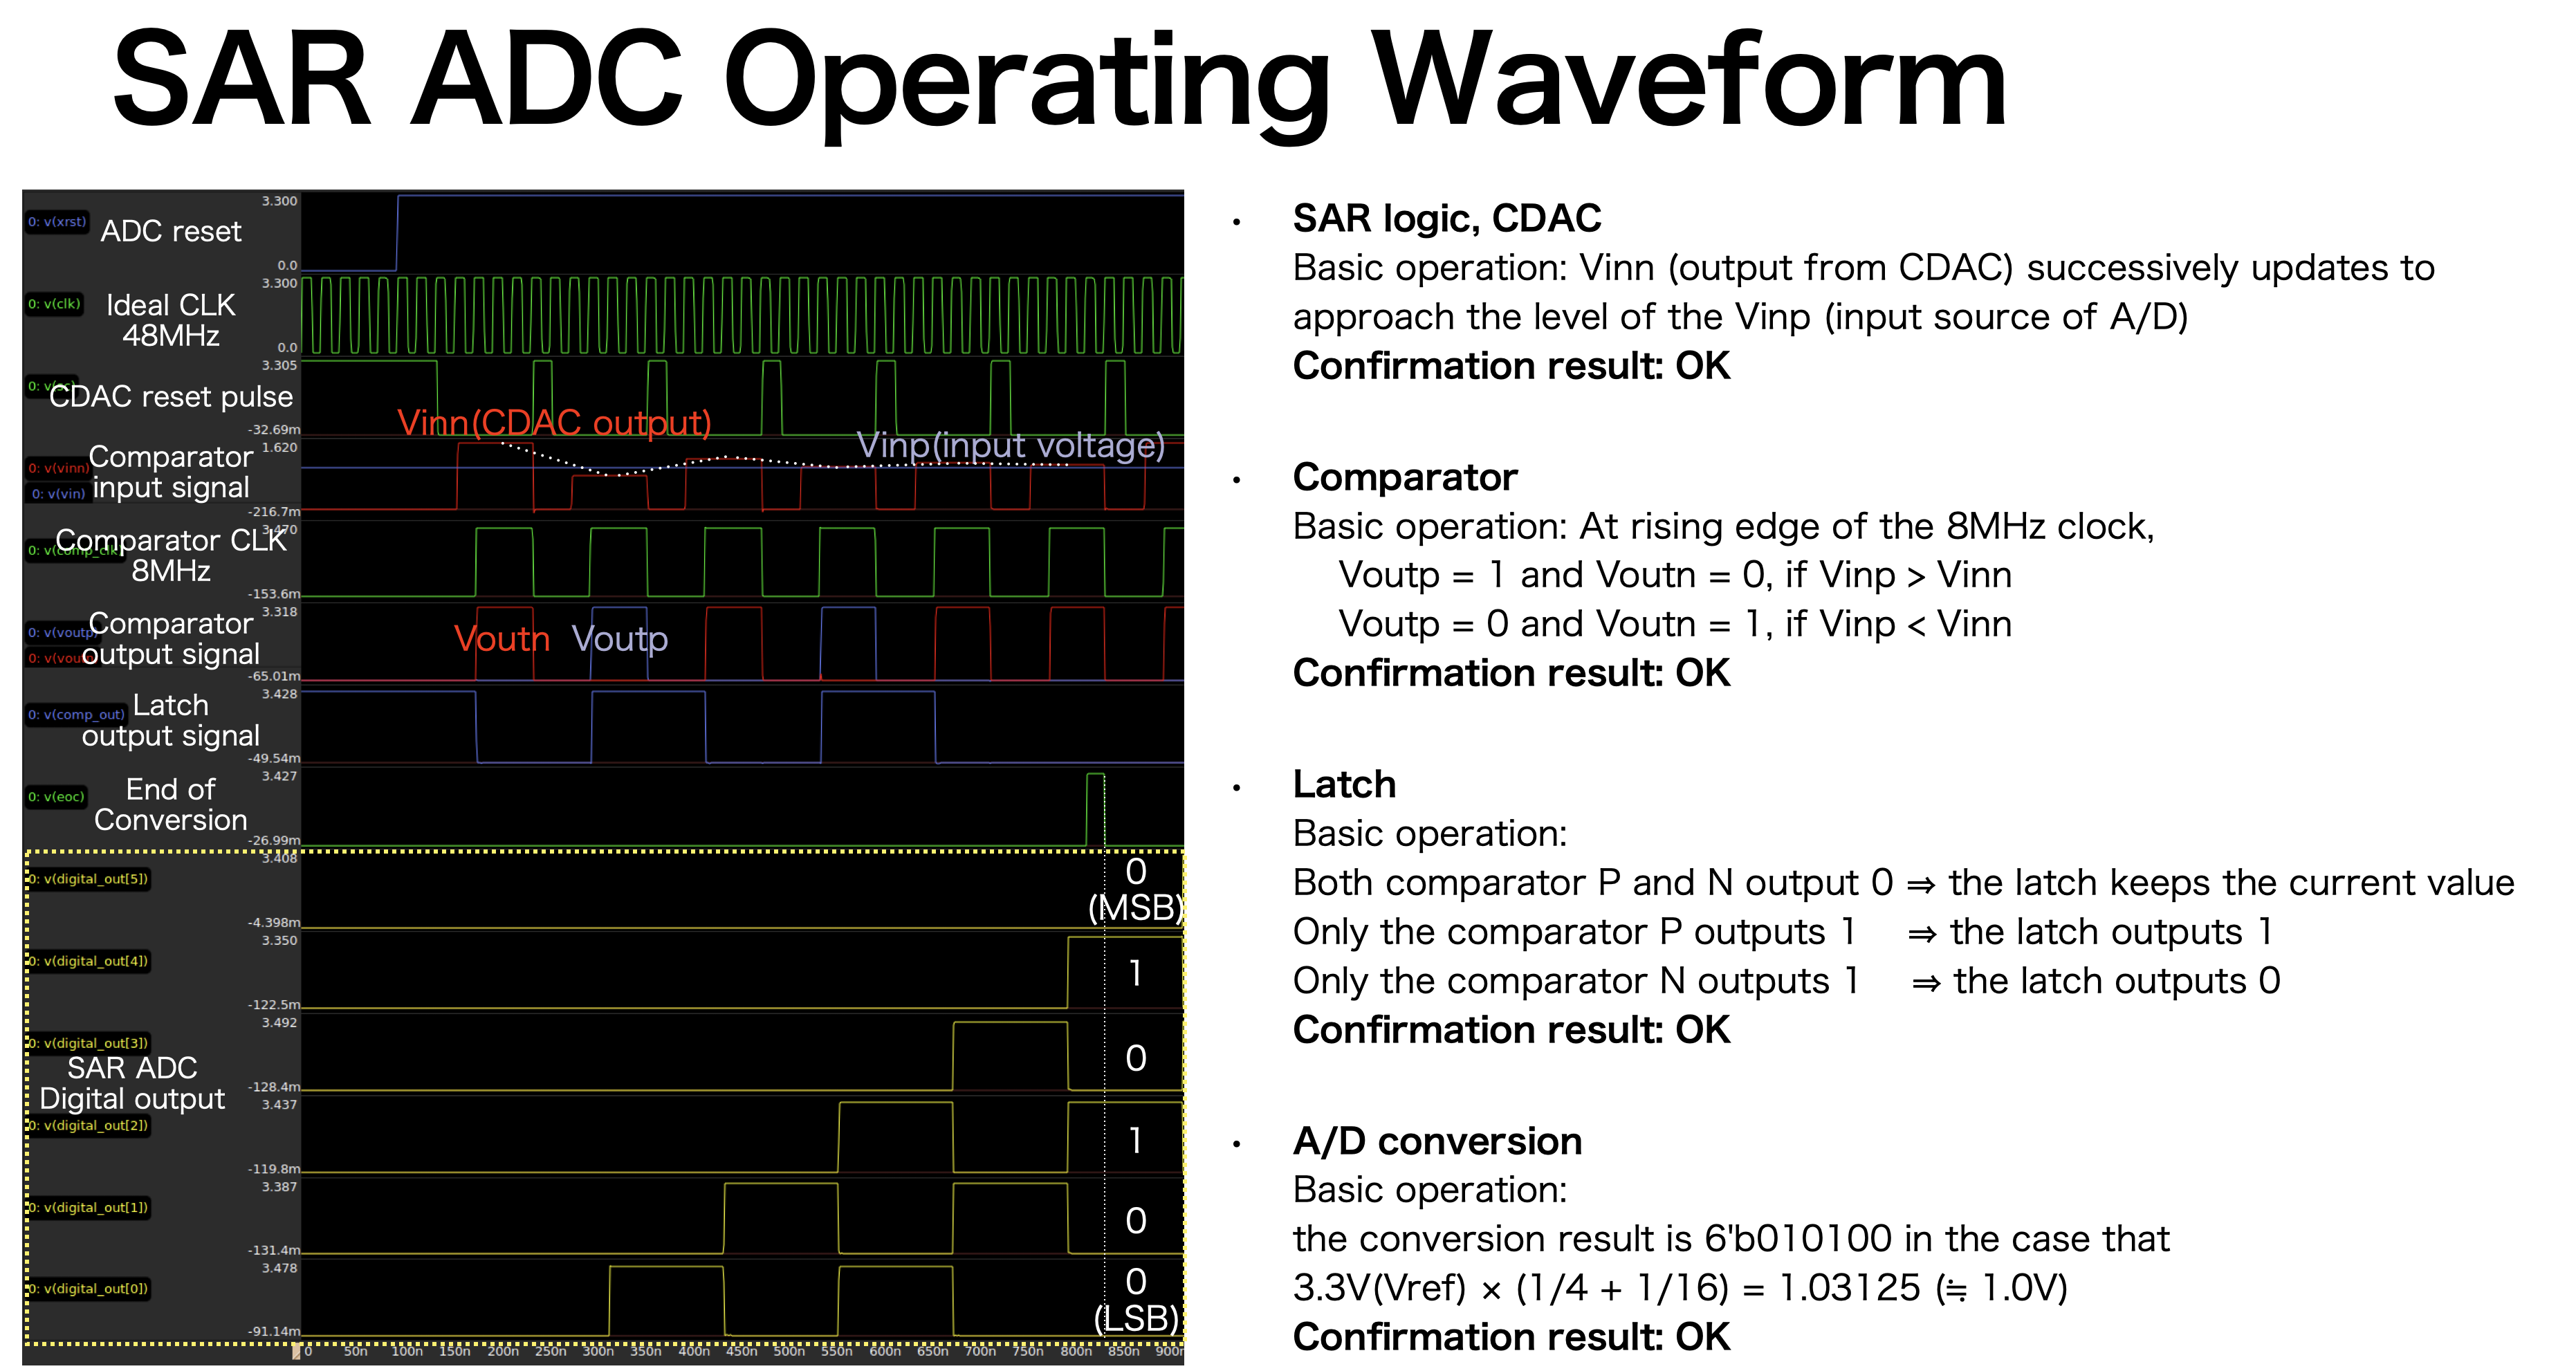 SAR ADC Operating Waveform
3.300
0: v(xrst)
ADC reset
0.0
3.300
0: v(clk)
Ideal CLK
48MHz
0.0
3.305
CDAC reset pulse
-32.69m
Vinn(CDAC output)
Vinp(input voltage)
1.620
0: v(vinn)
0: v(vin)
Comparator
input signal
-216.7m
Comparator CLK
8MHz
0: v(comp_clk)
-153.6m
3.318
0: v(voutp)
Comparator
output signal
Voutn Voutp
-65.01m
3.428
0: v(comp_out)
Latch
output signal
-49.54m
3.427
0: v(eoc)
End of
Conversion
-26.99m
3.408
0: v(digital_out[5])
0
(MSB)
-4.398m
3.350
0: v(digital_out[4])
1
-122.5m
3.492
0: v(digital_out[3])
0
SAR ADC
Digital output
-128.4m
3.437
0: v(digital_out[2])
1
-119.8m
3.387
0: v(digital_out[1])
0
-131.4m
3.478
0: v(digital_out[0])
0
(LSB)
-91.14m
0 50n 100n 150n 200n 250n 300n 350n 400n 450n 500n 550n 600n 650n 700n 750n 800n 850n
• SAR logic, CDAC
Basic operation: Vinn (output from CDAC) successively updates to
approach the level of the Vinp (input source of A/D)
Confirmation result: OK
• Comparator
Basic operation: At rising edge of the 8MHz clock,
Voutp = 1 and Voutn = 0, if Vinp > Vinn
Voutp = 0 and Voutn = 1, if Vinp < Vinn
Confirmation result: OK
• Latch
Basic operation:
Both comparator P and N output 0 ⇒ the latch keeps the current value
Only the comparator P outputs 1 ⇒ the latch outputs 1
Only the comparator N outputs 1 ⇒ the latch outputs 0
Confirmation result: OK
• A/D conversion
Basic operation:
the conversion result is 6'b010100 in the case that
3.3V(Vref) × (1/4 + 1/16) = 1.03125 (≒ 1.0V)
Confirmation result: OK